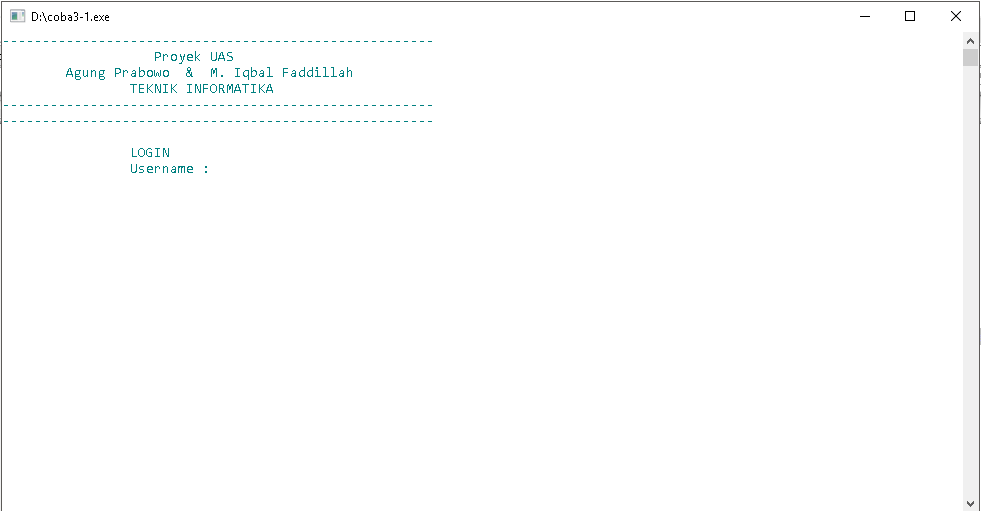 D:\coba3-1.exe
------------------------------------------------------
Proyek UAS
Agung Prabowo & M. Iqbal Faddillah
TEKNIK INFORMATIKA
------------------------------------------------------
------------------------------------------------------
LOGIN
Username :